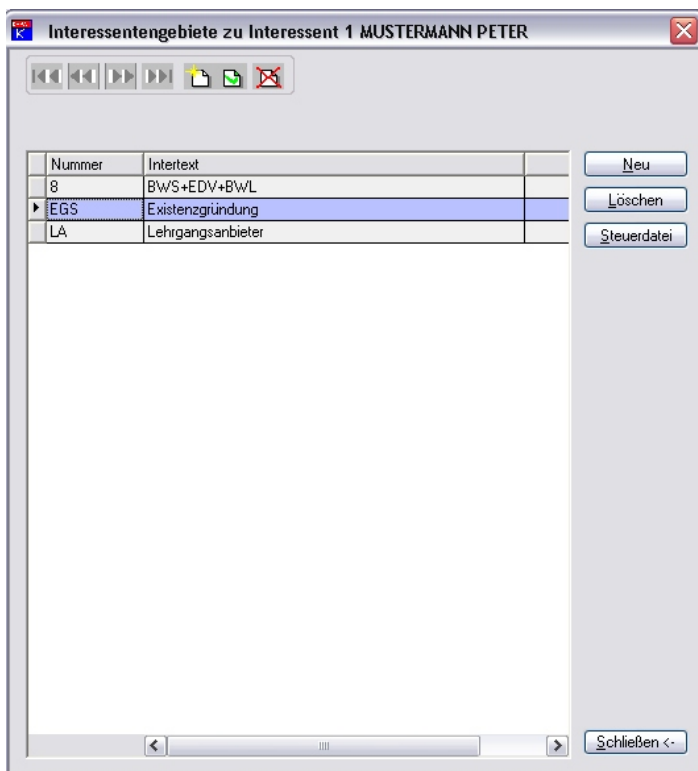 Interessentengebiete zu Interessent 1 MUSTERMANN PETER
Nummer Intertext
8 BWS+EDV+BWL
EGS Existenzgründung
LA Lehrgangsanbieter
Neu
Löschen
Steuerdatei
Schließen <-